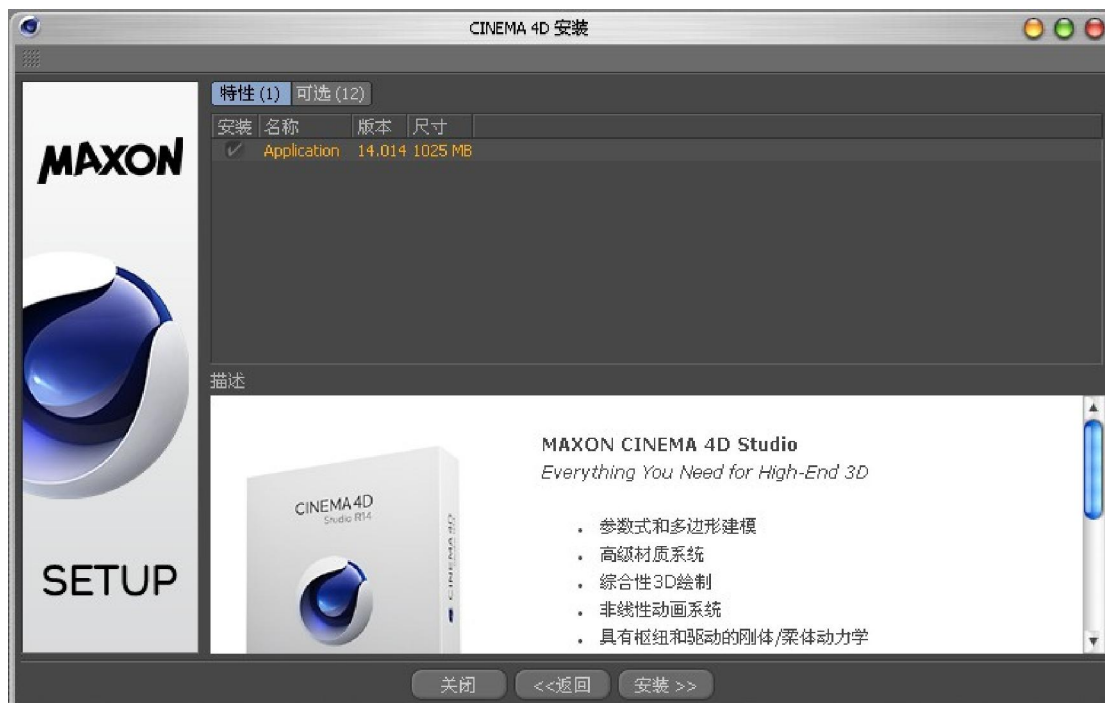 CINEMA 4D 安装
特性 (1) 可选 (12)
安装 名称 版本 尺寸
Application 14.014 1025 MB
MAXON
SETUP
描述
MAXON CINEMA 4D Studio
Everything You Need for High-End 3D
• 参数式和多边形建模
• 高级材质系统
• 综合性3D绘制
• 非线性动画系统
• 具有枢纽和驱动的刚体/柔体动力学
CINEMA 4D
Studio R14
CINEMA 4D
关闭 <<返回 安装 >>